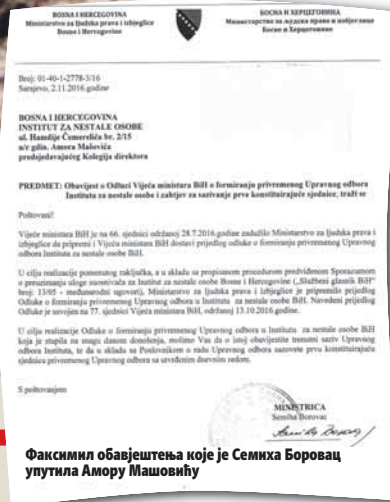 BOSNA I HERCEGOVINA
Ministarstvo za ljudska prava i izbjeglice
Bosne i Hercegovine
БОСНА И ХЕРЦЕГОВИНА
Министарство за људска права и избјеглице
Босне и Херцеговине
Broj: 01-40-1-2778-3/16
Sarajevo, 2.11.2016.godine
BOSNA I HERCEGOVINA
INSTITUT ZA NESTALE OSOBE
ul. Hamdije Čemerlića br. 2/15
n/r gdin. Amora Mašovića
predsjedavajućeg Kolegija direktora
PREDMET: Obavijest o Odluci Vijeća ministara BiH o formiranju privremenog Upravnog odbora
Instituta za nestale osobe i zahtjev za sazivanje prve konstituirajuće sjednice, traži se
Poštovani!
Vijeće ministara BiH je na 66. sjednici održanoj 28.7.2016.godine zadužilo Ministarstvo za ljudska prava i
izbjeglice da pripremi i Vijeću ministara BiH dostavi prijedlog odluke o formiranju privremenog Upravnog
odbora Instituta za nestale osobe BiH.
U cilju realizacije pomenutog zaključka, a u skladu sa propisanom procedurom predviđenom Sporazumom
o preuzimanju uloge suosnivača za Institut za nestale osobe Bosne i Hercegovine („Službeni glasnik BiH"
broj: 13/05 - međunarodni ugovori), Ministarstvo za ljudska prava i izbjeglice je pripremilo prijedlog
Odluke o formiranju privremenog Upravnog odbora u Institutu za nestale osobe BiH. Navedeni prijedlog
Odluke je usvojen na 77. sjednici Vijeća ministara BiH, održanoj 13.10.2016.godine.
U cilju realizacije Odluke o formiranju privremenog Upravnog odbora u Institutu za nestale osobe BiH
koja je stupila na snagu danom donošenja, molimo Vas da o istoj obavijestite trenutni saziv Upravnog
odbora Instituta, te da u skladu sa Poslovnikom o radu Upravnog odbora sazovete prvu konstituirajuću
sjednicu privremenog Upravnog odbora sa utvrđenim dnevnim redom.
S poštovanjem
MINISTRICA
Semiha Borovac
Факсимил обавјештења које је Семиха Боровац
упутила Амору Машовићу